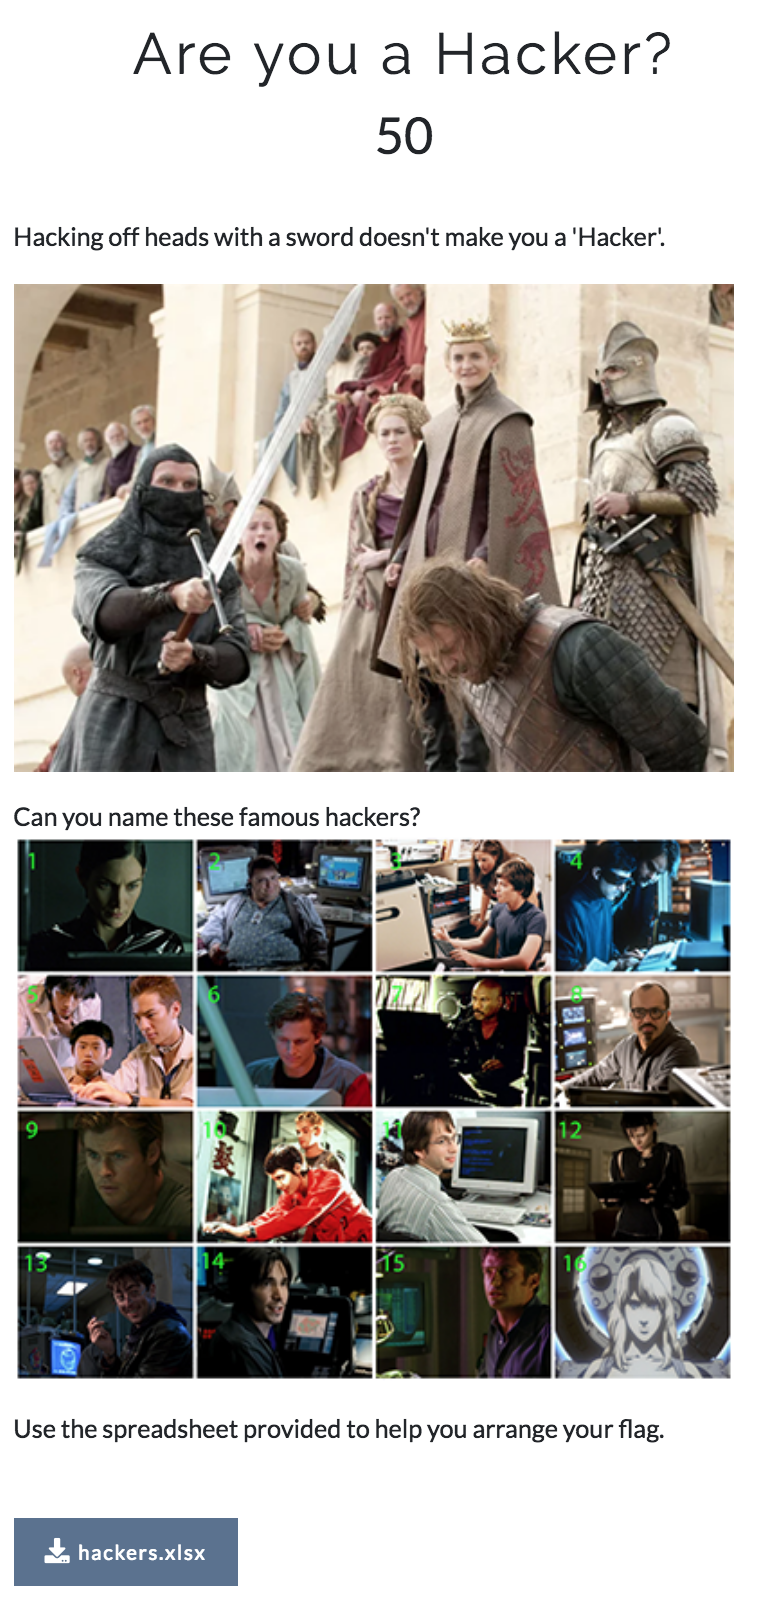 Are you a Hacker?
50
Hacking off heads with a sword doesn't make you a 'Hacker'.
Can you name these famous hackers?
1 2 3 4
5 6 7 8
9 10 11 12
13 14 15 16
Use the spreadsheet provided to help you arrange your flag.
hackers.xlsx